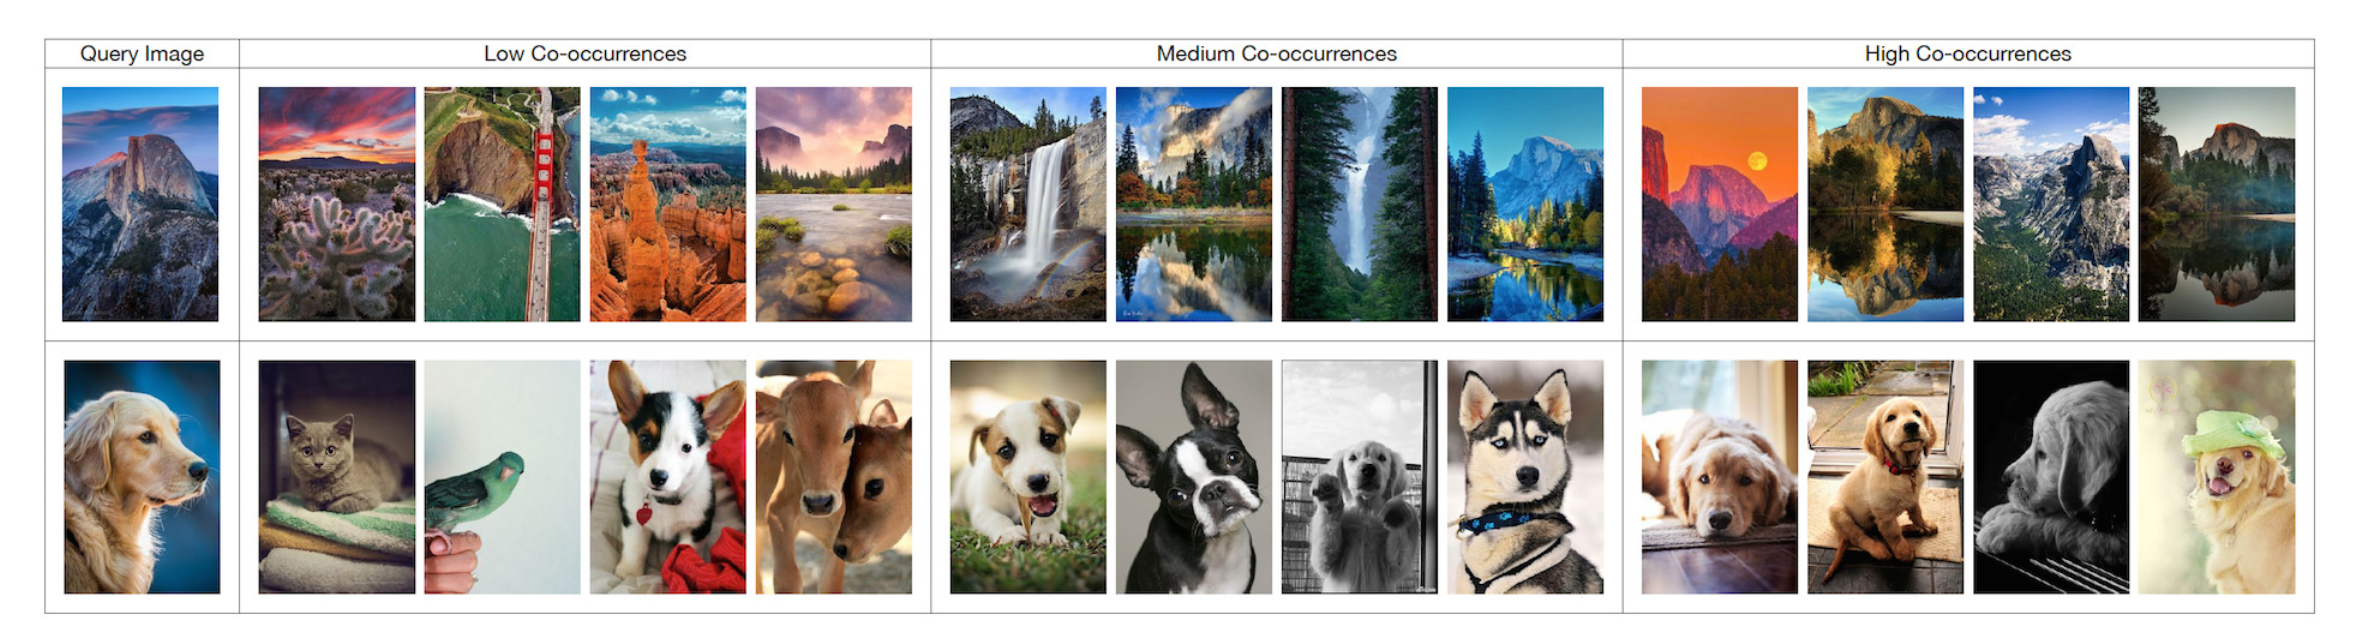 Query Image
Low Co-occurrences
Medium Co-occurrences
High Co-occurrences